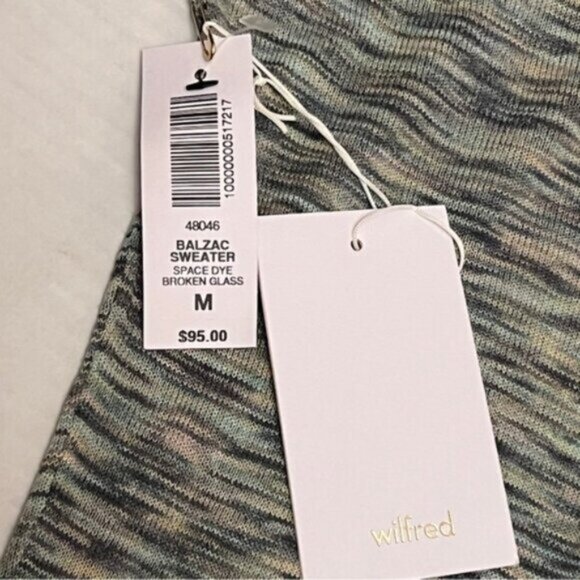 10000000517217
48046
BALZAC
SWEATER
SPACE DYE
BROKEN GLASS
M
$95.00
wilfred